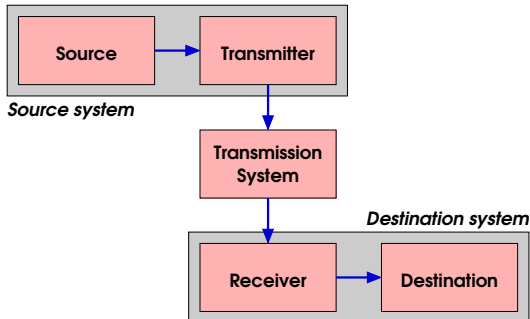 Source
Transmitter
Source system
Transmission
System
Destination system
Receiver
Destination